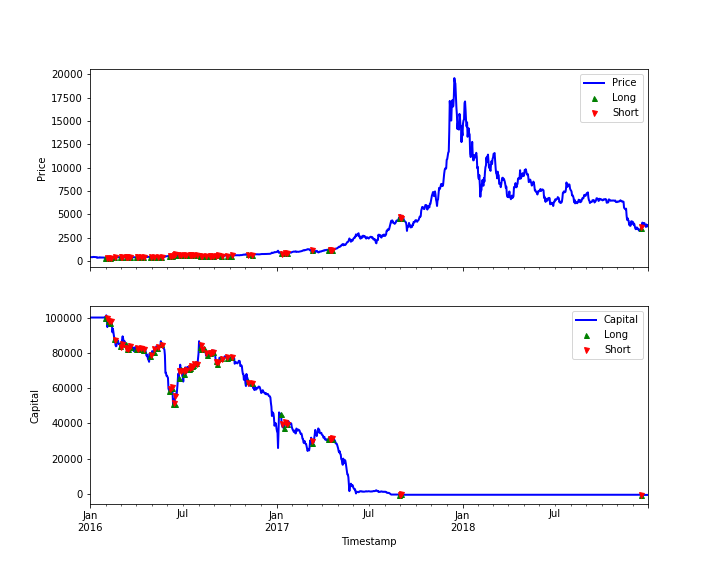 20000
17500
15000
12500
10000
7500
5000
2500
0
Price
Price
Long
Short
100000
80000
60000
40000
20000
0
Capital
Capital
Long
Short
Jan
2016
Jul
Jan
2017
Jul
Jan
2018
Jul
Timestamp